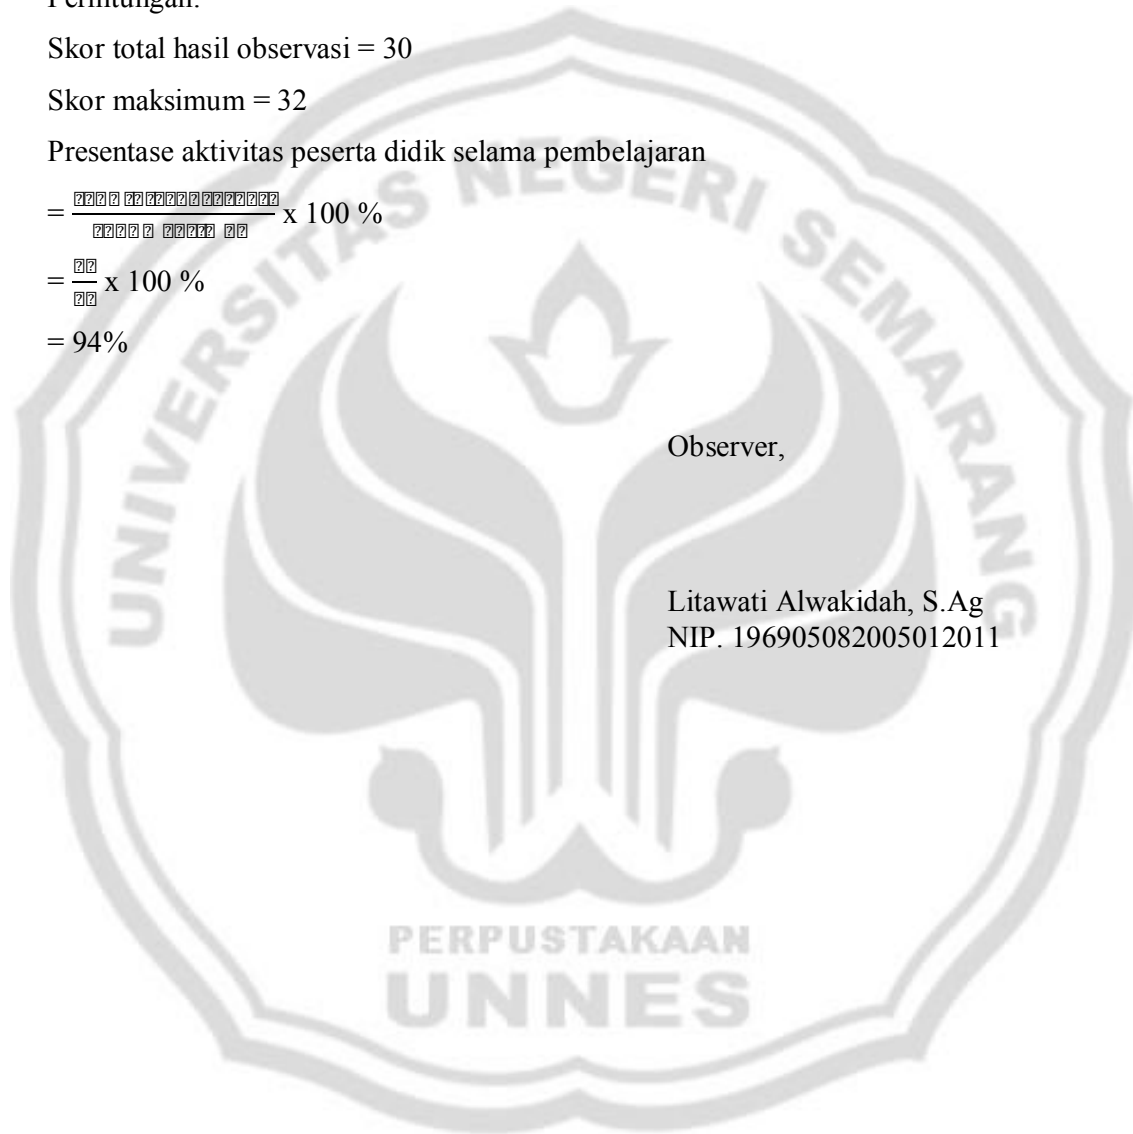 Perhitungan:
Skor total hasil observasi = 30
Skor maksimum = 32
Presentase aktivitas peserta didik selama pembelajaran
= x 100 %
= x 100 %
= 94%
Observer,
Litawati Alwakidah, S.Ag
NIP. 196905082005012011
UNIVERSITAS NEGERI SEMARANG
PERPUSTAKAAN
UNNES